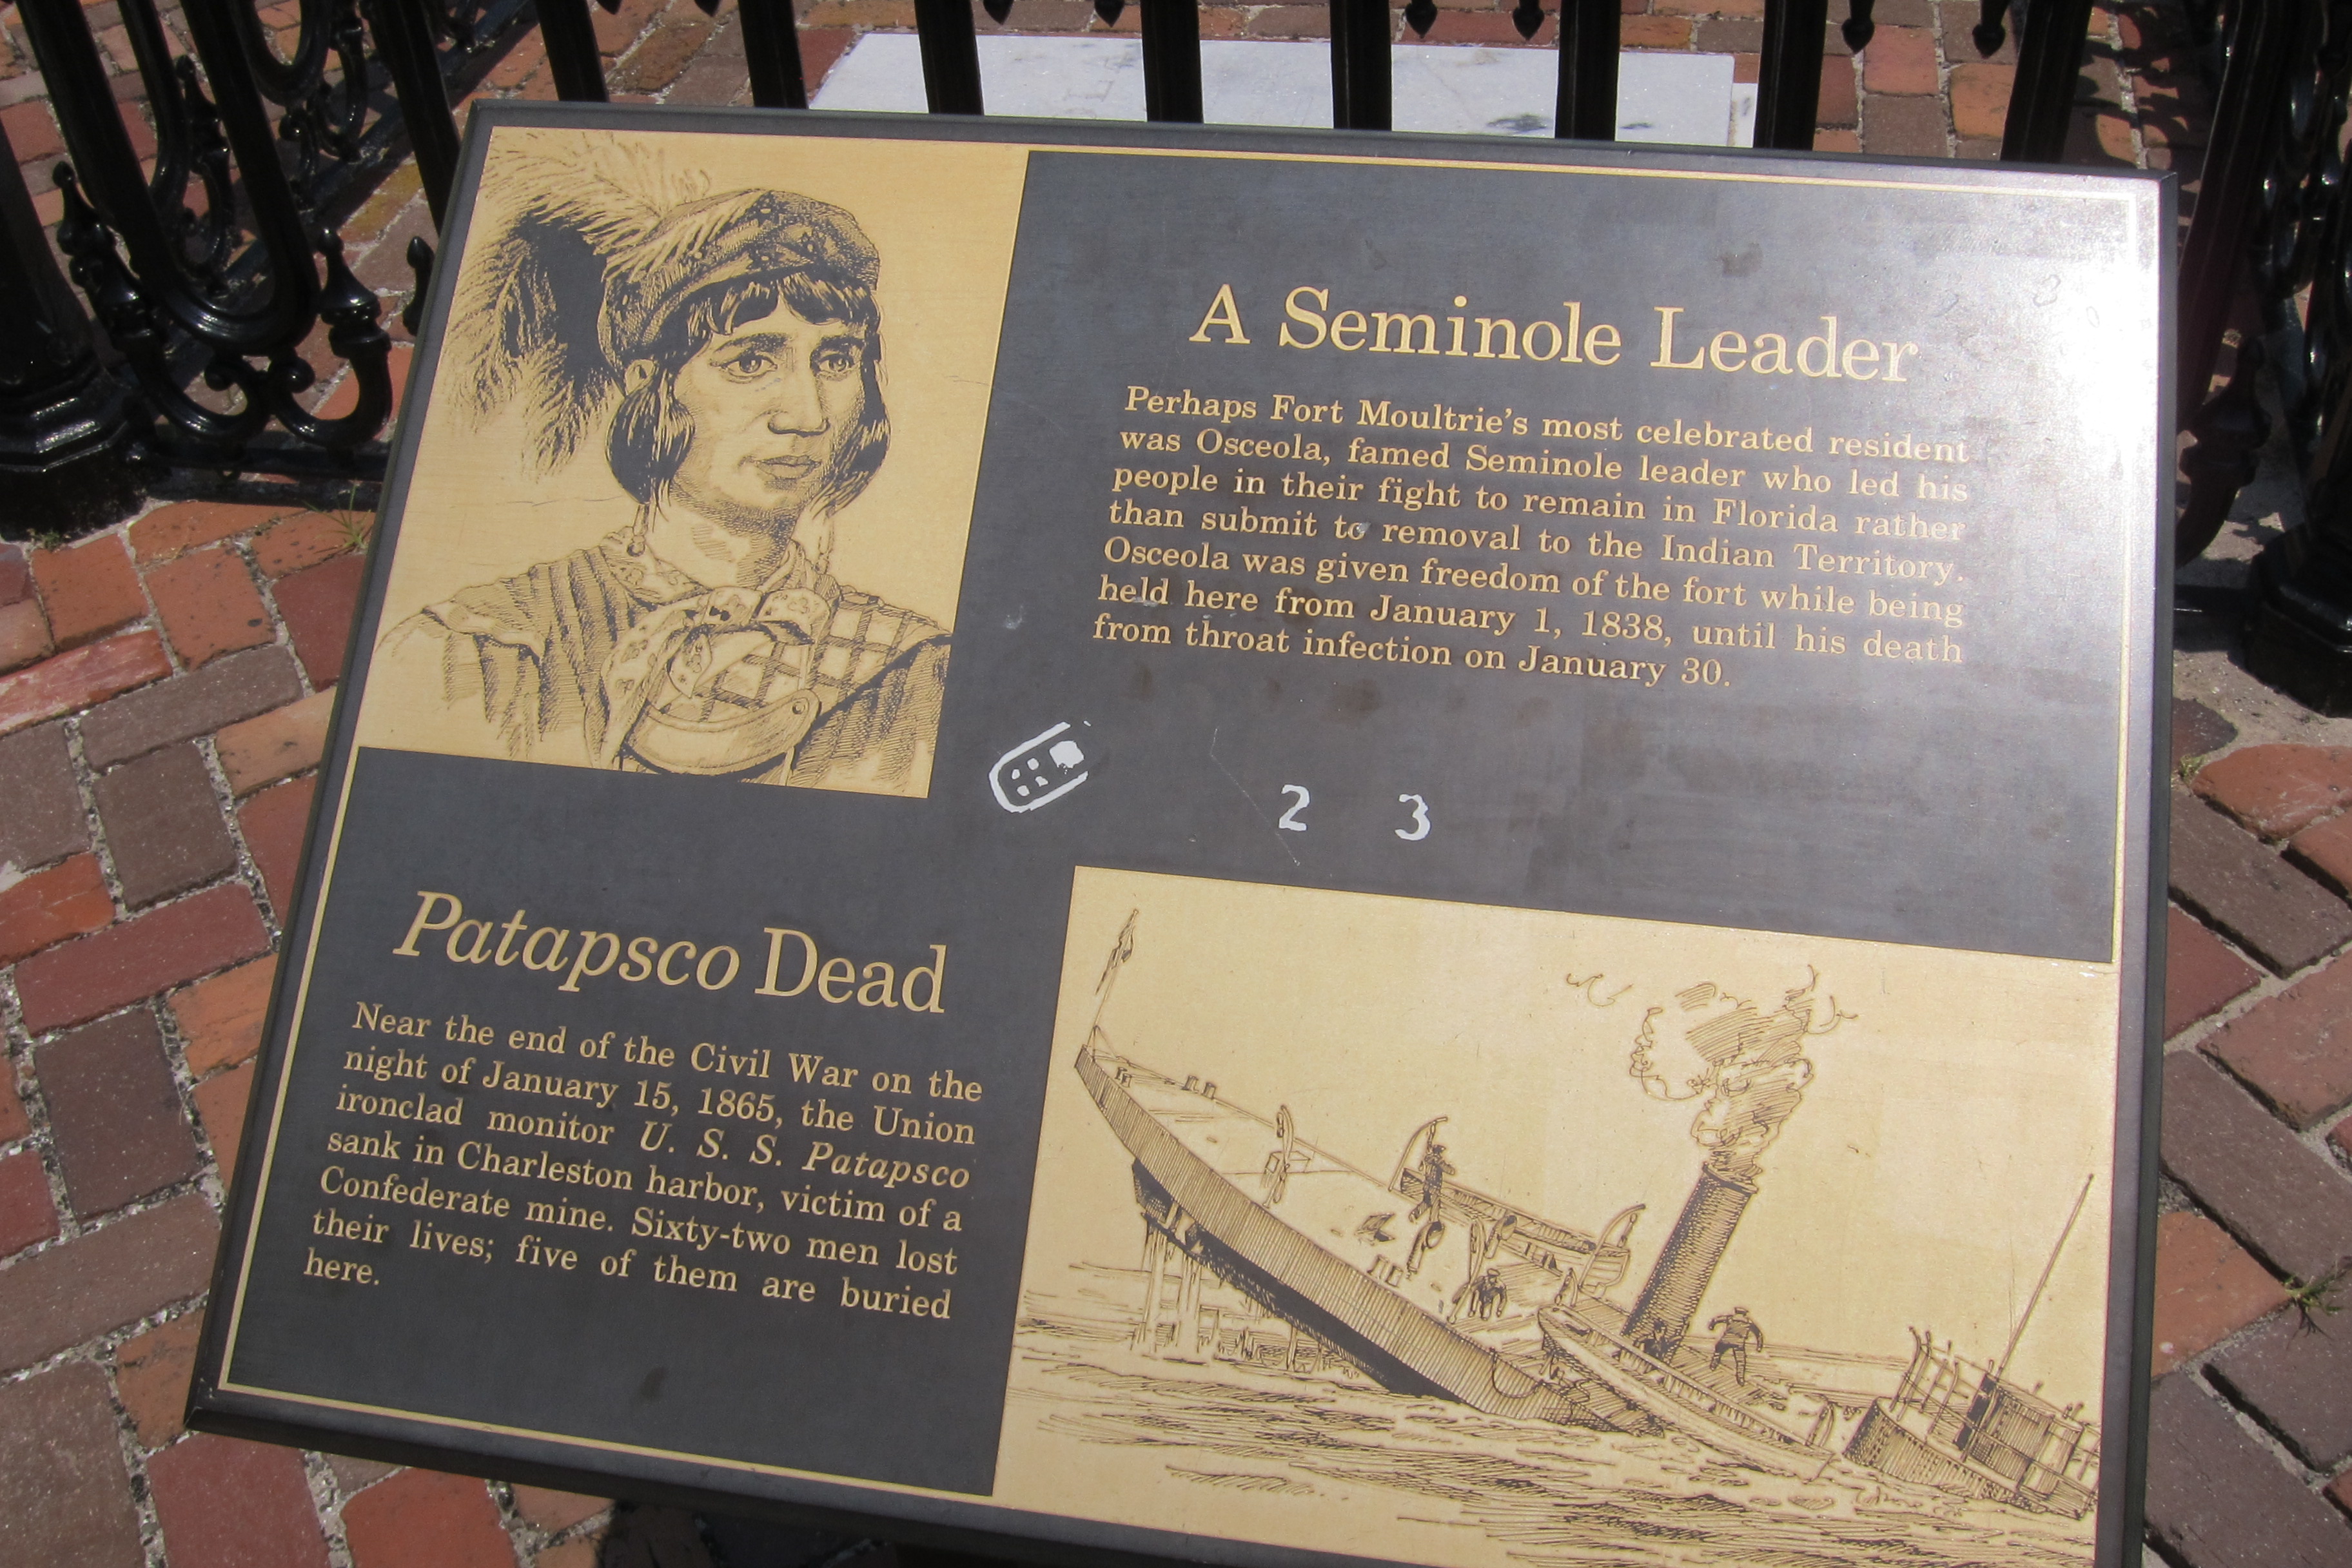 A Seminole Leader
Perhaps Fort Moultrie's most celebrated resident
was Osceola, famed Seminole leader who led his
people in their fight to remain in Florida rather
than submit to removal to the Indian Territory.
Osceola was given freedom of the fort while being
held here from January 1, 1838, until his death
from throat infection on January 30.
2 3
Patapsco Dead
Near the end of the Civil War on the
night of January 15, 1865, the Union
ironclad monitor U. S. S. Patapsco
sank in Charleston harbor, victim of a
Confederate mine. Sixty-two men lost
their lives; five of them are buried
here.